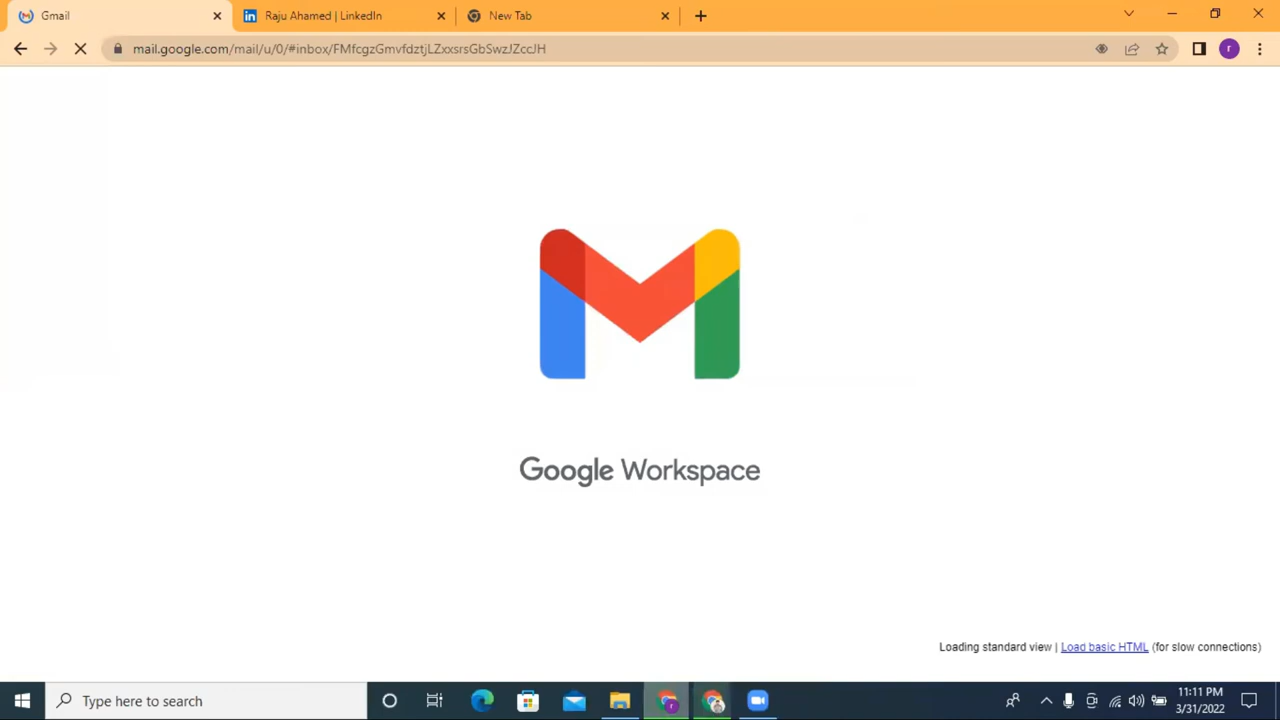 Gmail
Raju Ahamed | LinkedIn
New Tab
mail.google.com/mail/u/0/#inbox/FMfcgzGmvfdztjLZxxsrsGbSwzJZccJH
r
Google Workspace
Loading standard view | Load basic HTML (for slow connections)
Type here to search
r
11:11 PM
3/31/2022